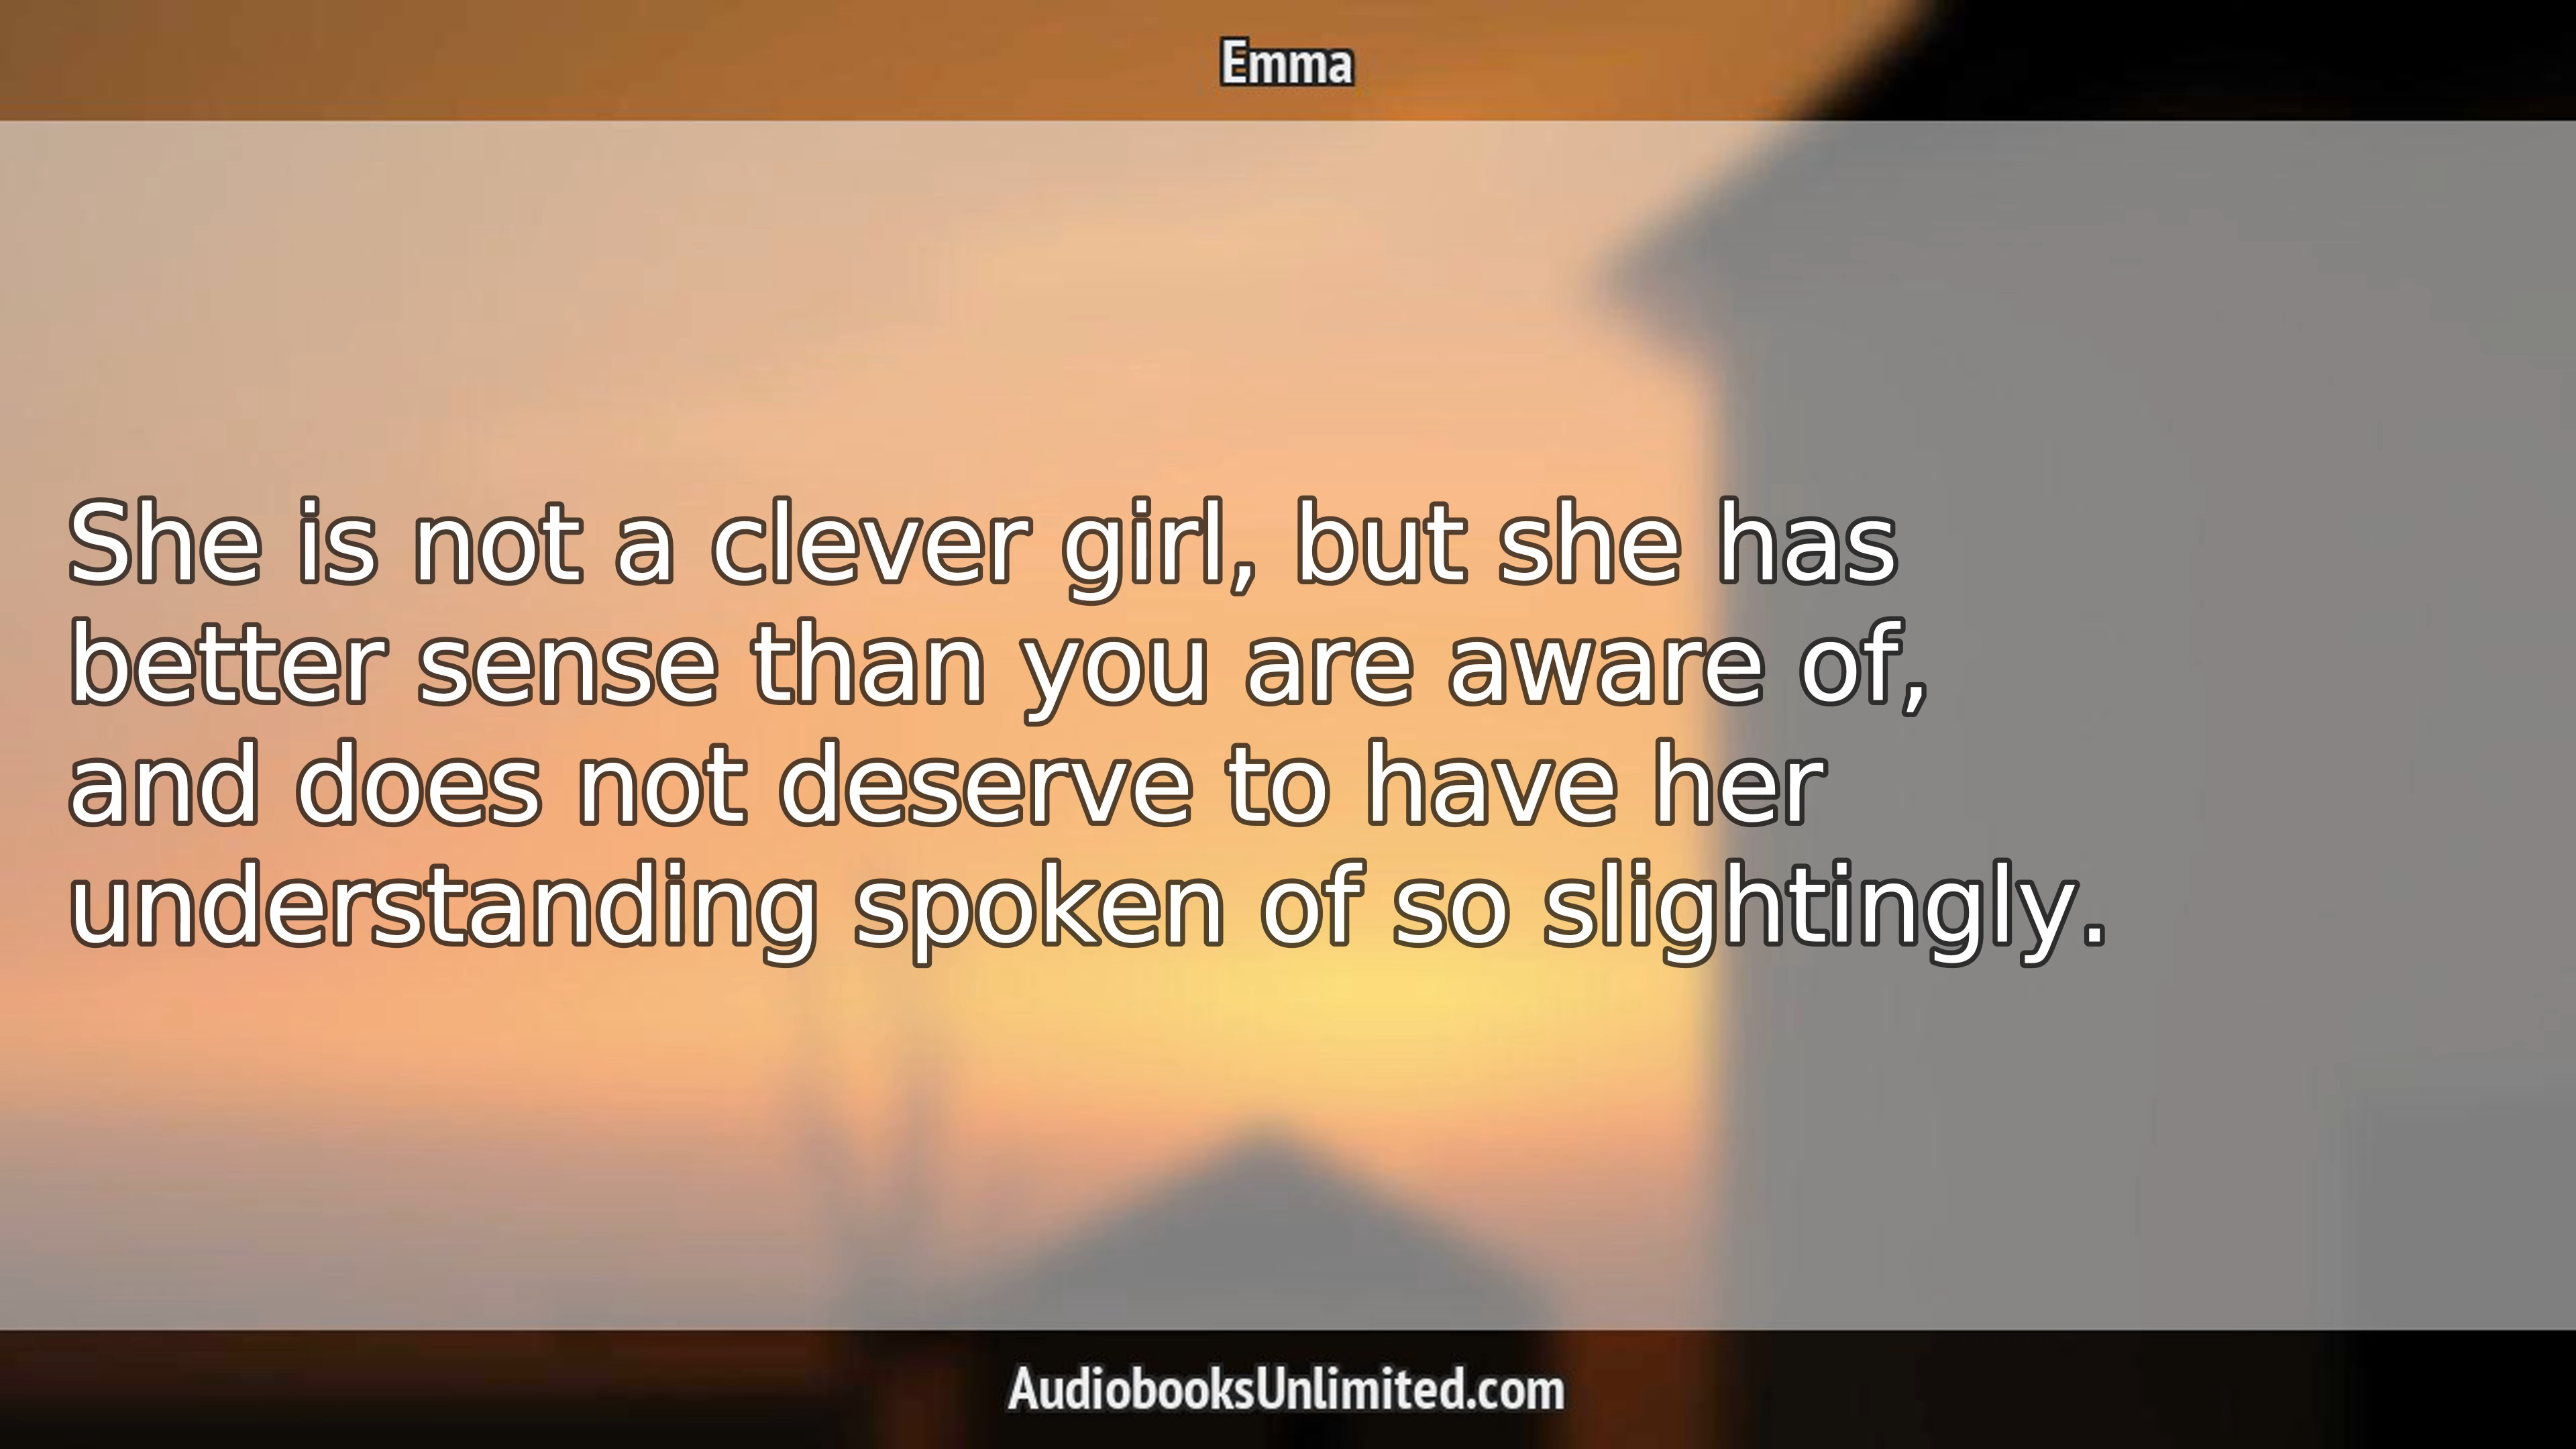 Emma
She is not a clever girl, but she has
better sense than you are aware of,
and does not deserve to have her
understanding spoken of so slightingly.
AudiobooksUnlimited.com